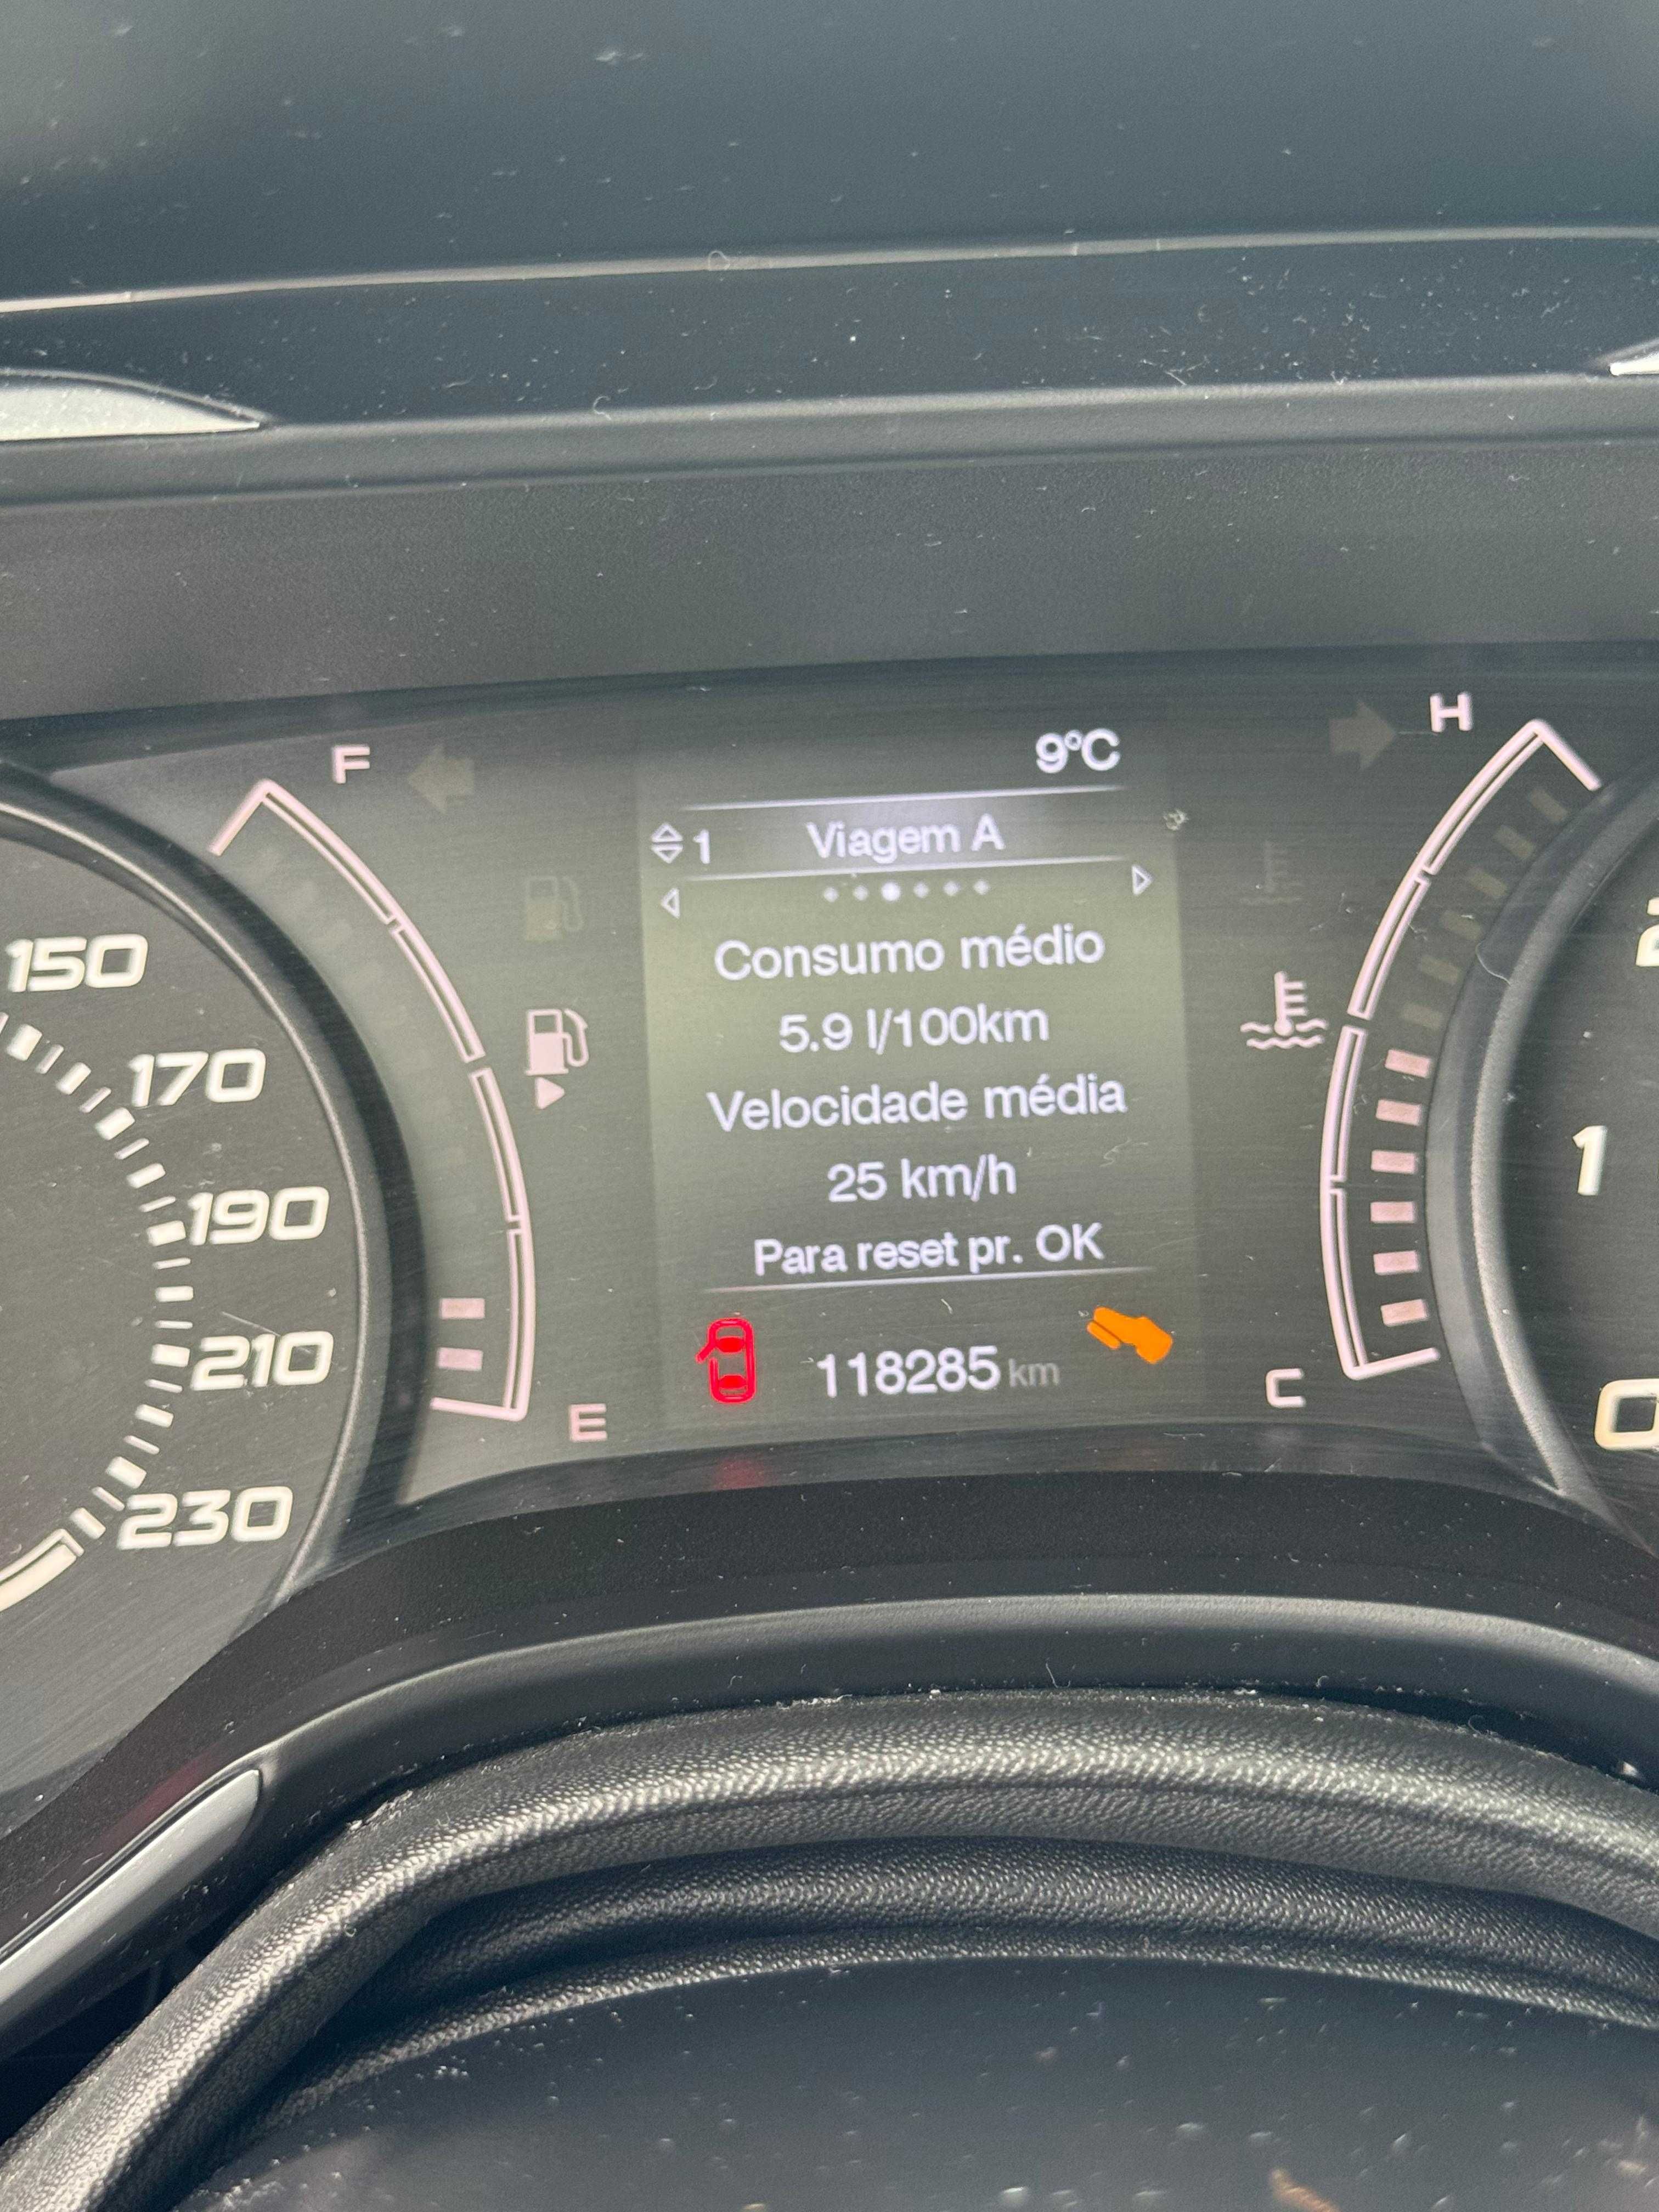 F
H
9°C
1 Viagem A
Consumo médio
5.9 l/100km
Velocidade média
25 km/h
Para reset pr. OK
118285 km
E
C
150
170
190
210
230
1
0